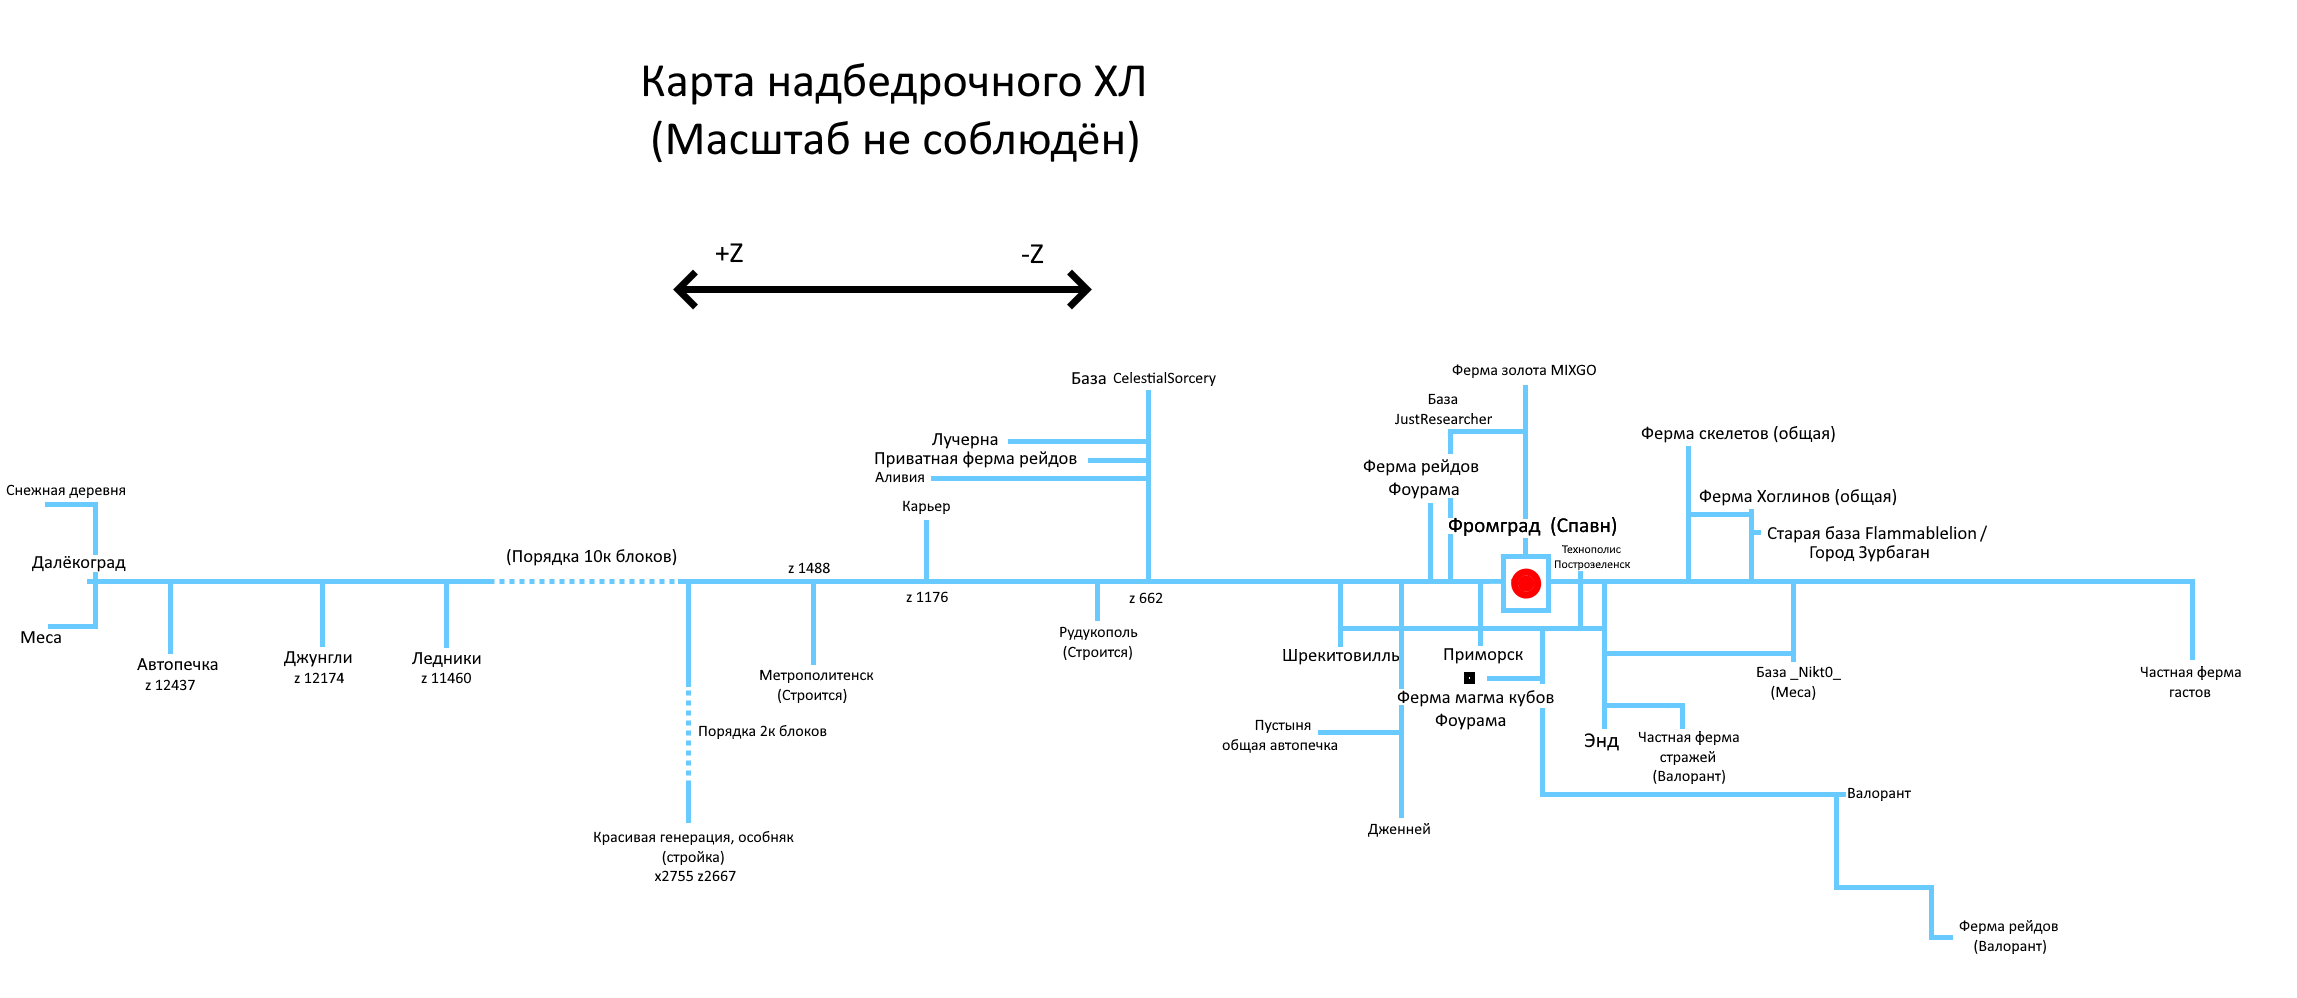 Карта надбедрочного ХЛ
(Масштаб не соблюдён)
+Z
-Z
Ферма золота MIXGO
База CelestialSorcery
База
JustResearcher
Лучерна
Ферма скелетов (общая)
Приватная ферма рейдов
Ферма рейдов
Фоурама
Аливия
Снежная деревня
Ферма Хоглинов (общая)
Карьер
Фромград (Спавн)
Старая база Flammablelion /
Город Зурбаган
Технополис
Построзеленск
Далёкоград
(Порядка 10к блоков)
z 1488
z 1176
z 662
Меса
Рудукополь
(Строится)
Автопечка
z 12437
Джунгли
z 12174
Ледники
z 11460
Шрекитовилль
Приморск
Метрополитенск
(Строится)
База _Nikt0_
(Меса)
Частная ферма
гастов
Ферма магма кубов
Фоурама
Порядка 2к блоков
Пустыня
общая автопечка
Энд
Частная ферма
стражей
(Валорант)
Валорант
Дженней
Красивая генерация, особняк
(стройка)
x2755 z2667
Ферма рейдов
(Валорант)